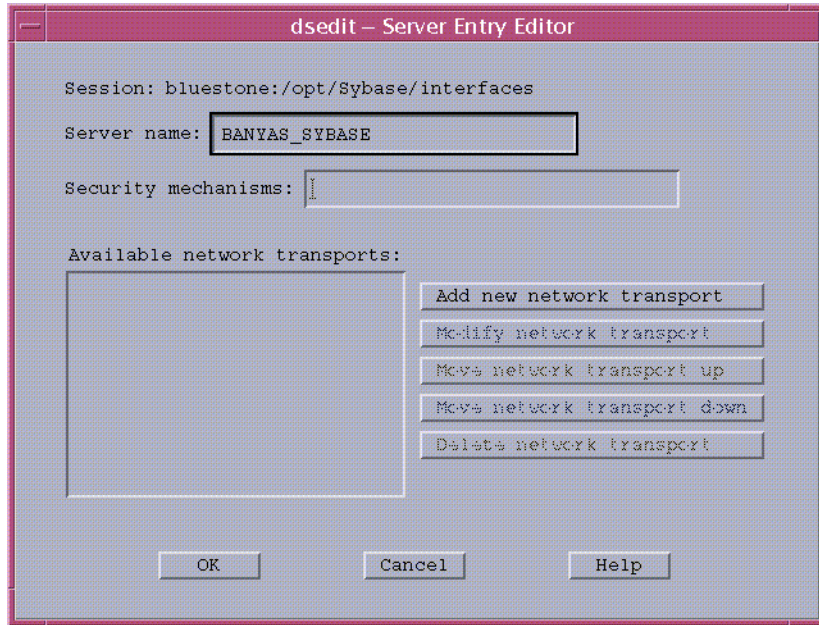 dsedit – Server Entry Editor
Session: bluestone:/opt/Sybase/interfaces
Server name: BANYAS_SYBASE
Security mechanisms:
Available network transports:
Add new network transport
Modify network transport
Move network transport up
Move network transport down
Delete network transport
OK Cancel Help